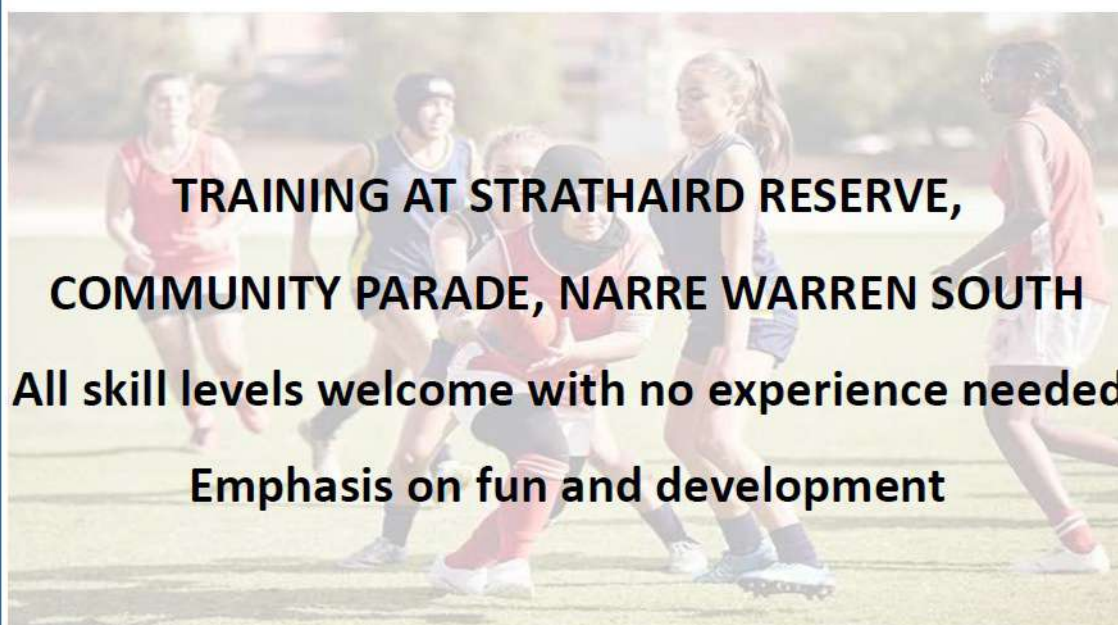 TRAINING AT STRATHAIRD RESERVE,
COMMUNITY PARADE, NARRE WARREN SOUTH
All skill levels welcome with no experience needed
Emphasis on fun and development